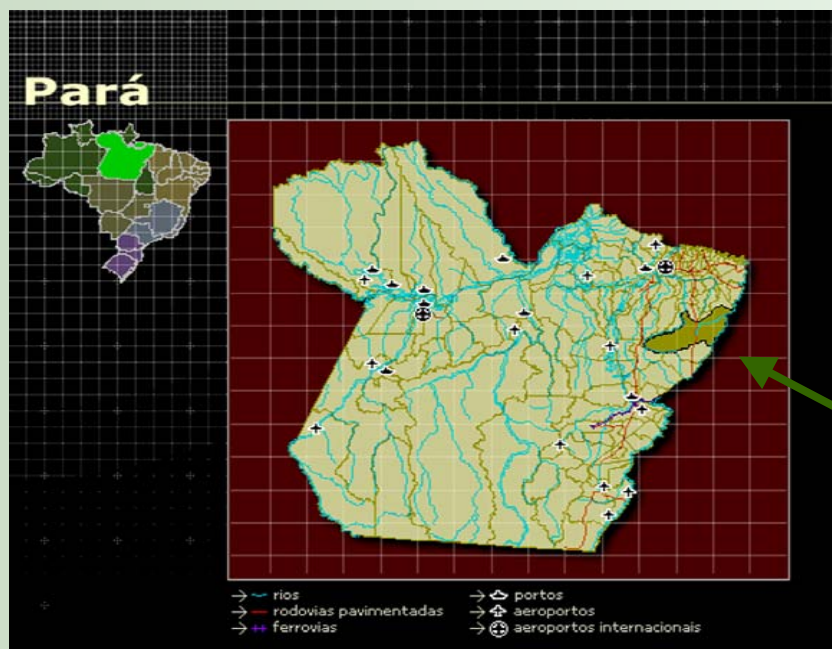 Pará
rios
rodovias pavimentadas
ferrovias
portos
aeroportos
aeroportos internacionais